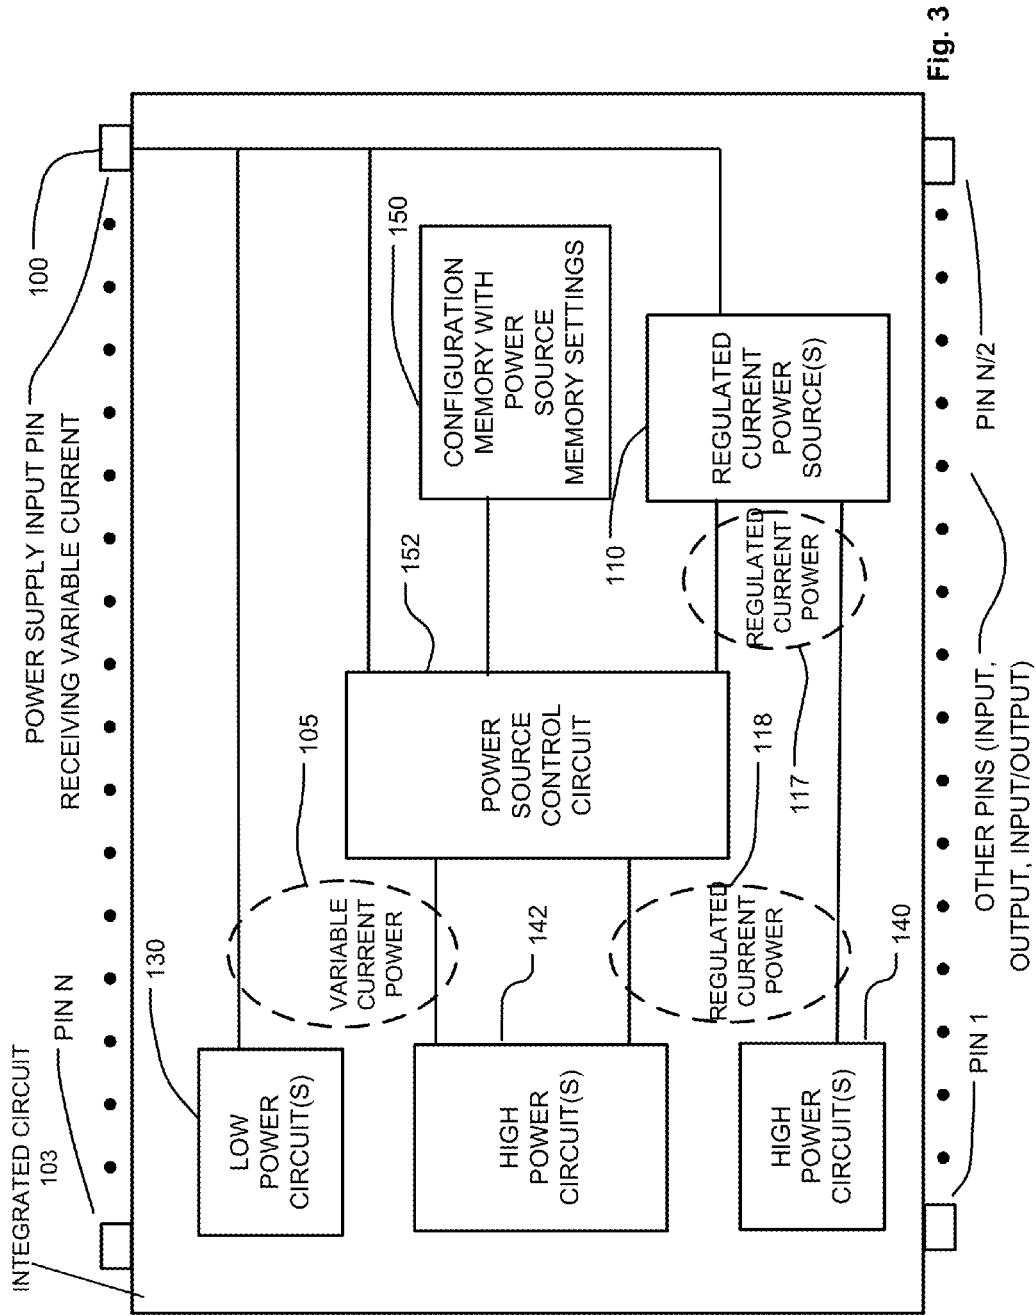 INTEGRATED CIRCUIT
103
PIN N
POWER SUPPLY INPUT PIN
RECEIVING VARIABLE CURRENT
100
130
LOW
POWER
CIRCUIT(S)
105
VARIABLE
CURRENT
POWER
142
HIGH
POWER
CIRCUIT(S)
152
POWER
SOURCE
CONTROL
CIRCUIT
150
CONFIGURATION
MEMORY WITH
POWER
SOURCE
MEMORY SETTINGS
110
REGULATED
CURRENT
POWER
SOURCE(S)
REGULATED
CURRENT
POWER
117
118
REGULATED
CURRENT
POWER
140
HIGH
POWER
CIRCUIT(S)
PIN 1
OTHER PINS (INPUT,
OUTPUT, INPUT/OUTPUT)
PIN N/2
Fig. 3